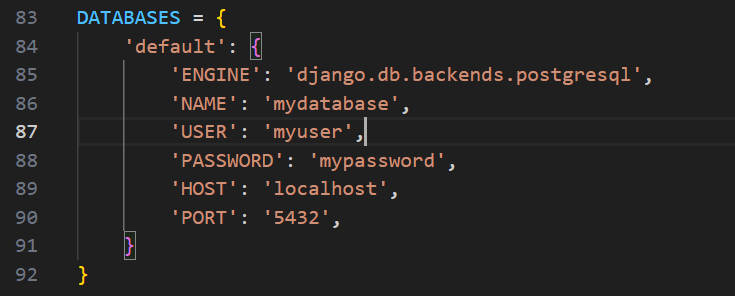 83 DATABASES = {
84     'default': {
85         'ENGINE': 'django.db.backends.postgresql',
86         'NAME': 'mydatabase',
87         'USER': 'myuser',
88         'PASSWORD': 'mypassword',
89         'HOST': 'localhost',
90         'PORT': '5432',
91     }
92 }